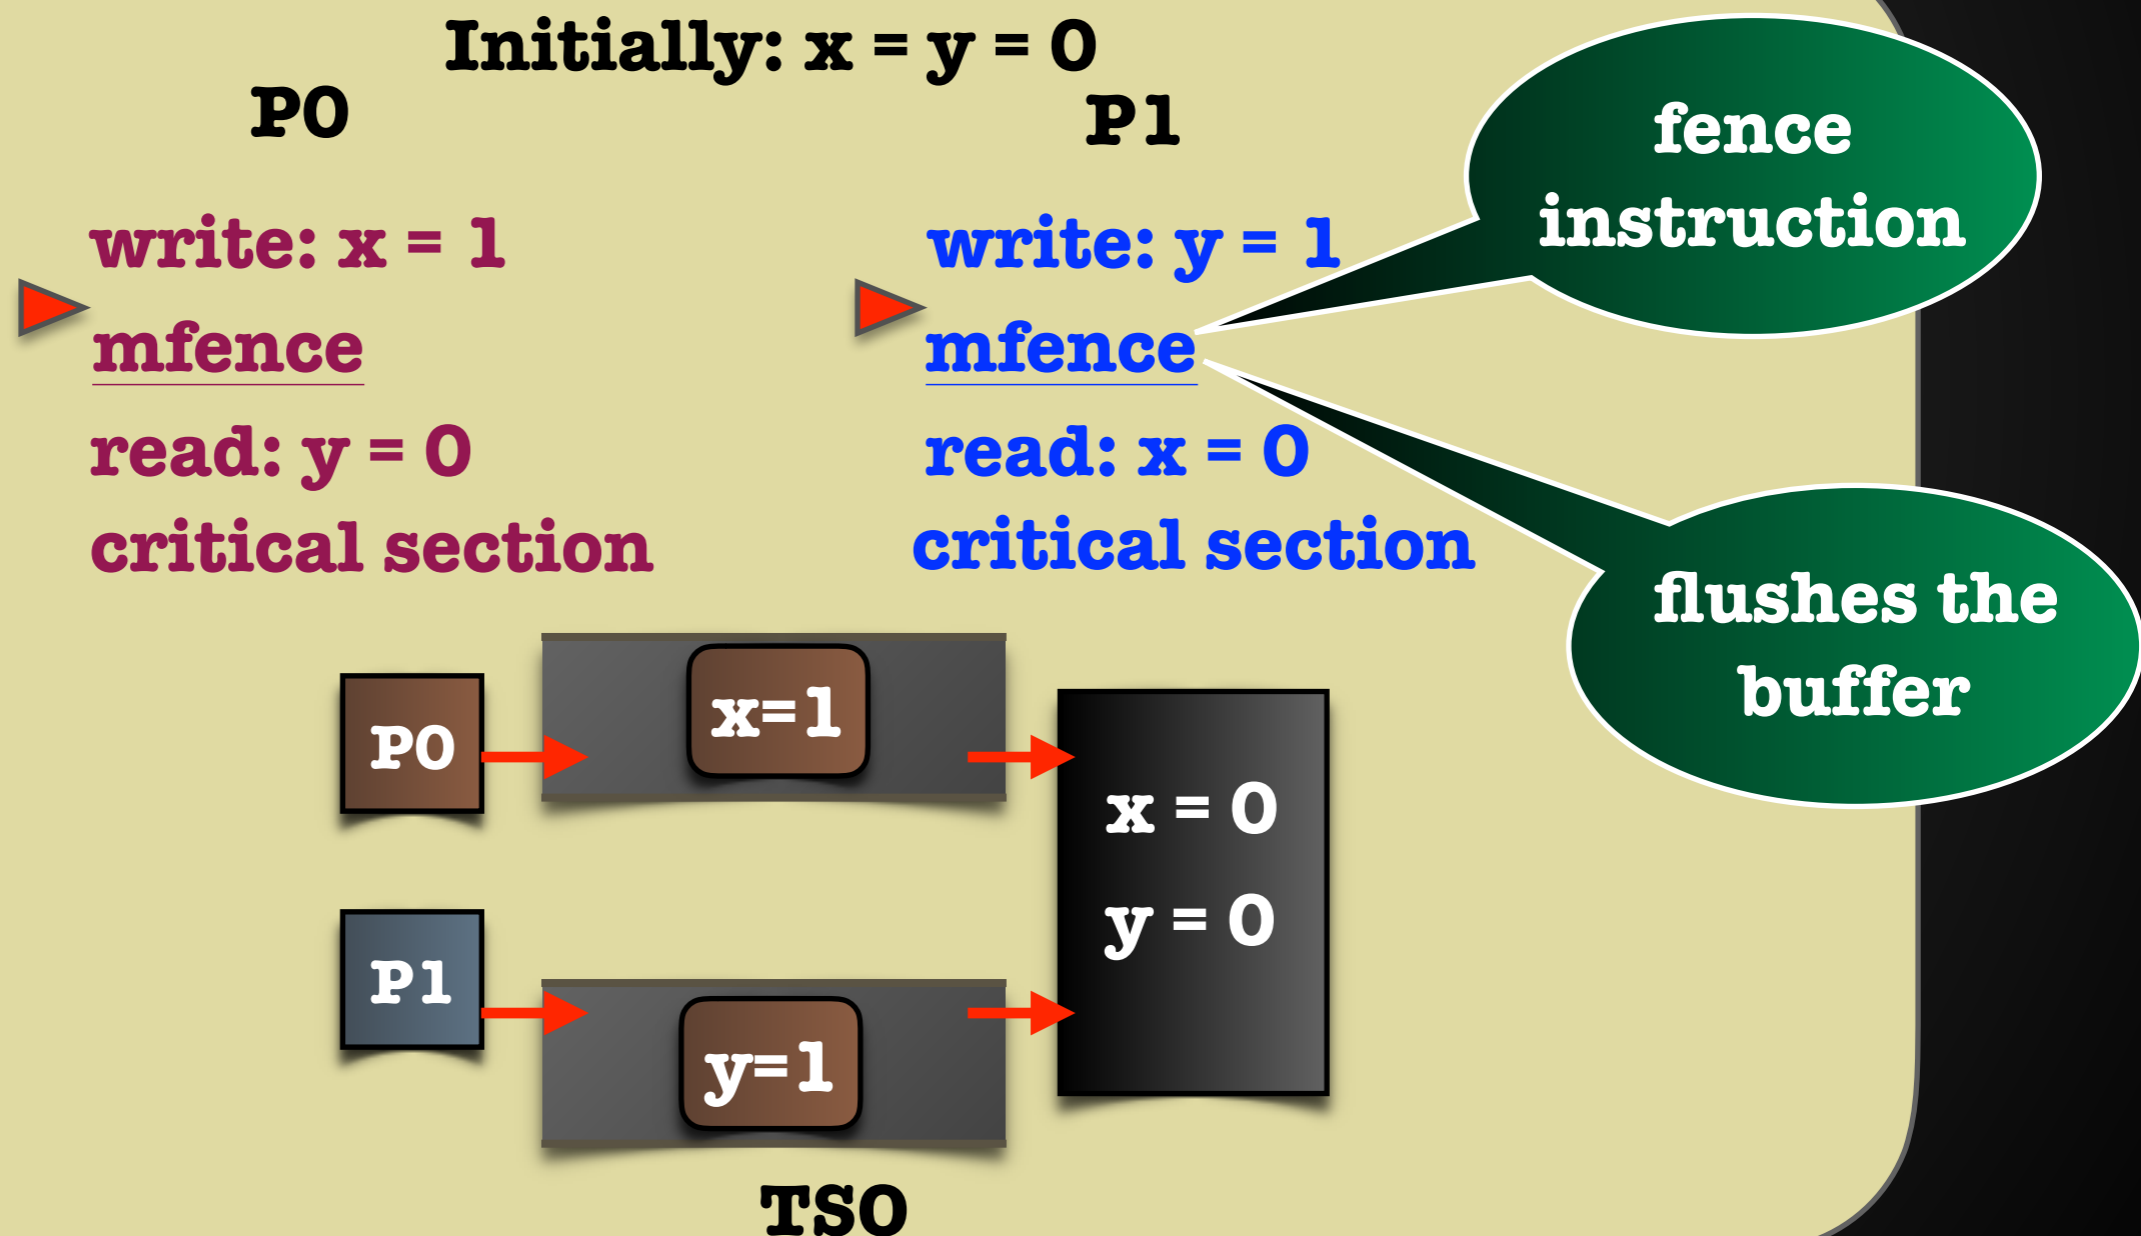 Initially: x = y = 0
P0
P1
write: x = 1
mfence
read: y = 0
critical section
write: y = 1
mfence
read: x = 0
critical section
fence
instruction
flushes the
buffer
P0
x=1
P1
y=1
x = 0
y = 0
TSO